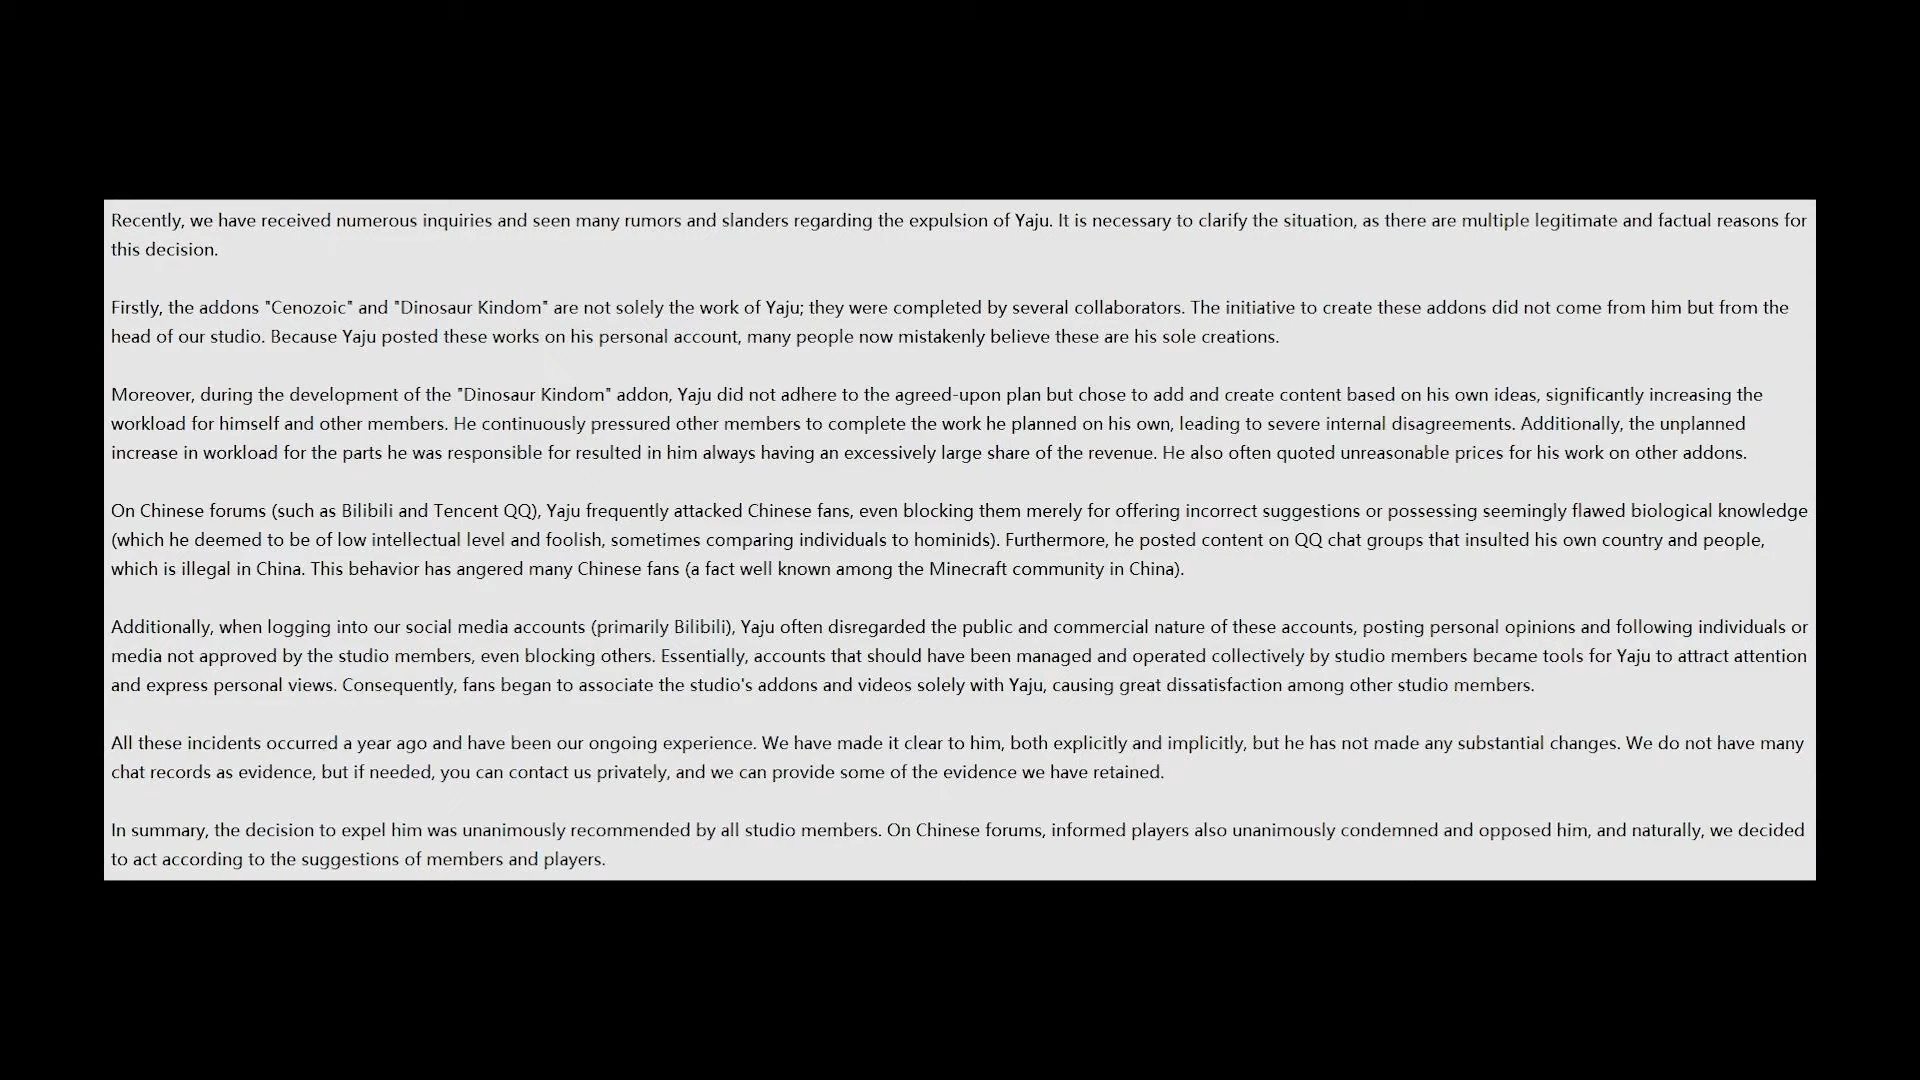 Recently, we have received numerous inquiries and seen many rumors and slanders regarding the expulsion of Yaju. It is necessary to clarify the situation, as there are multiple legitimate and factual reasons for
this decision.
Firstly, the addons "Cenozoic" and "Dinosaur Kindom" are not solely the work of Yaju; they were completed by several collaborators. The initiative to create these addons did not come from him but from the
head of our studio. Because Yaju posted these works on his personal account, many people now mistakenly believe these are his sole creations.
Moreover, during the development of the "Dinosaur Kindom" addon, Yaju did not adhere to the agreed-upon plan but chose to add and create content based on his own ideas, significantly increasing the
workload for himself and other members. He continuously pressured other members to complete the work he planned on his own, leading to severe internal disagreements. Additionally, the unplanned
increase in workload for the parts he was responsible for resulted in him always having an excessively large share of the revenue. He also often quoted unreasonable prices for his work on other addons.
On Chinese forums (such as Bilibili and Tencent QQ), Yaju frequently attacked Chinese fans, even blocking them merely for offering incorrect suggestions or possessing seemingly flawed biological knowledge
(which he deemed to be of low intellectual level and foolish, sometimes comparing individuals to hominids). Furthermore, he posted content on QQ chat groups that insulted his own country and people,
which is illegal in China. This behavior has angered many Chinese fans (a fact well known among the Minecraft community in China).
Additionally, when logging into our social media accounts (primarily Bilibili), Yaju often disregarded the public and commercial nature of these accounts, posting personal opinions and following individuals or
media not approved by the studio members, even blocking others. Essentially, accounts that should have been managed and operated collectively by studio members became tools for Yaju to attract attention
and express personal views. Consequently, fans began to associate the studio's addons and videos solely with Yaju, causing great dissatisfaction among other studio members.
All these incidents occurred a year ago and have been our ongoing experience. We have made it clear to him, both explicitly and implicitly, but he has not made any substantial changes. We do not have many
chat records as evidence, but if needed, you can contact us privately, and we can provide some of the evidence we have retained.
In summary, the decision to expel him was unanimously recommended by all studio members. On Chinese forums, informed players also unanimously condemned and opposed him, and naturally, we decided
to act according to the suggestions of members and players.